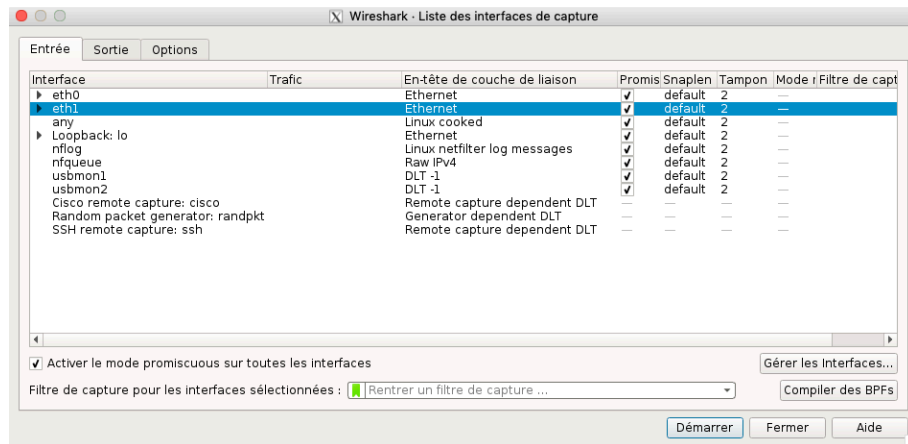 Wireshark · Liste des interfaces de capture
Entrée Sortie Options
Interface Trafic En-tête de couche de liaison Promis Snaplen Tampon Mode r Filtre de capt
eth0 Ethernet default 2 —
eth1 Ethernet default 2 —
any Linux cooked default 2 —
Loopback: lo Ethernet default 2 —
nflog Linux netfilter log messages default 2 —
nfqueue Raw IPv4 default 2 —
usbmon1 DLT -1 default 2 —
usbmon2 DLT -1 default 2 —
Cisco remote capture: cisco Remote capture dependent DLT — — — —
Random packet generator: randpkt Generator dependent DLT — — — —
SSH remote capture: ssh Remote capture dependent DLT — — — —
Activer le mode promiscuous sur toutes les interfaces Gérer les Interfaces...
Filtre de capture pour les interfaces sélectionnées : Rentrer un filtre de capture ... Compiler des BPFs
Démarrer Fermer Aide